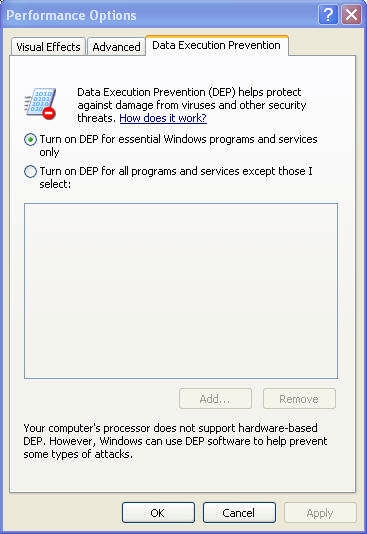 Performance Options
?
Visual Effects Advanced Data Execution Prevention
Data Execution Prevention (DEP) helps protect
against damage from viruses and other security
threats. How does it work?
Turn on DEP for essential Windows programs and services
only
Turn on DEP for all programs and services except those I
select:
Add... Remove
Your computer's processor does not support hardware-based
DEP. However, Windows can use DEP software to help prevent
some types of attacks.
OK Cancel Apply